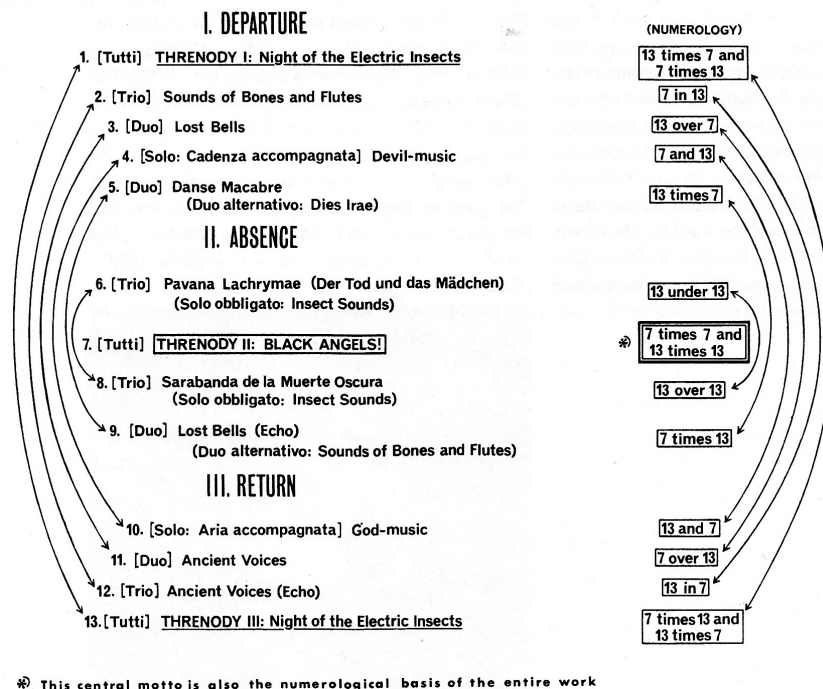 I. DEPARTURE
(NUMEROLOGY)
1. [Tutti] THRENODY I: Night of the Electric Insects
13 times 7 and
7 times 13
2. [Trio] Sounds of Bones and Flutes
7 in 13
3. [Duo] Lost Bells
13 over 7
4. [Solo: Cadenza accompagnata] Devil-music
7 and 13
5. [Duo] Danse Macabre
(Duo alternativo: Dies Irae)
13 times 7
II. ABSENCE
6. [Trio] Pavana Lachrymae (Der Tod und das Mädchen)
(Solo obbligato: Insect Sounds)
13 under 13
7. [Tutti] THRENODY II: BLACK ANGELS!
*) 7 times 7 and
13 times 13
8. [Trio] Sarabanda de la Muerte Oscura
(Solo obbligato: Insect Sounds)
13 over 13
9. [Duo] Lost Bells (Echo)
(Duo alternativo: Sounds of Bones and Flutes)
7 times 13
III. RETURN
10. [Solo: Aria accompagnata] God-music
13 and 7
11. [Duo] Ancient Voices
7 over 13
12. [Trio] Ancient Voices (Echo)
13 in 7
13. [Tutti] THRENODY III: Night of the Electric Insects
7 times 13 and
13 times 7
*) This central motto is also the numerological basis of the entire work